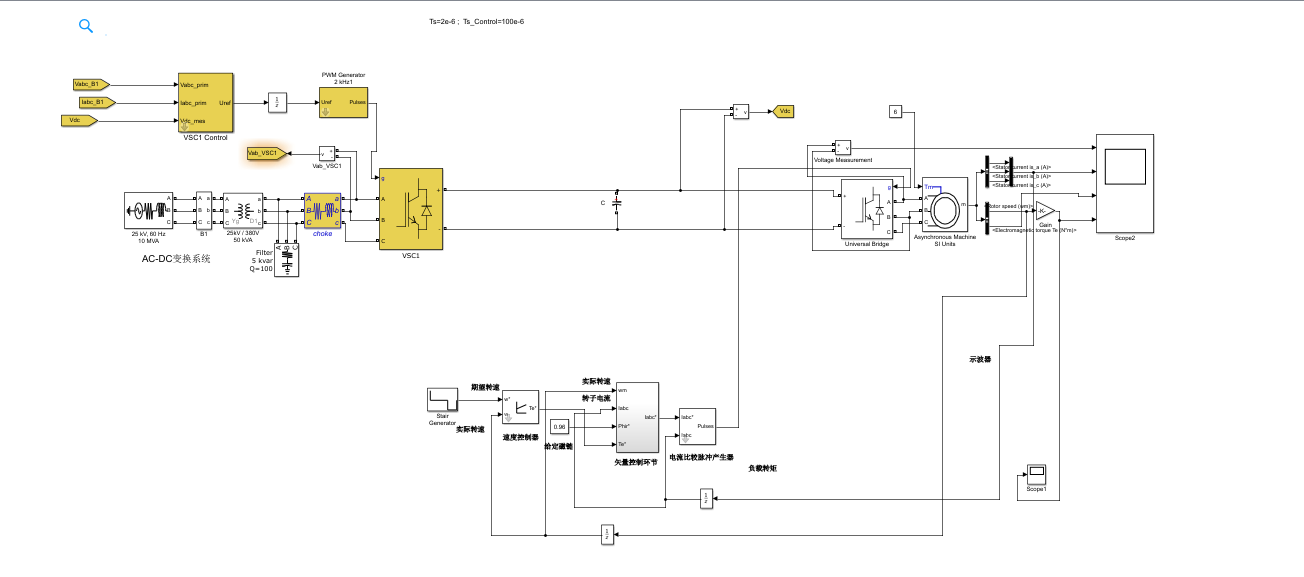 Ts=2e-6 ; Ts_Control=100e-6
Vabc_B1
Iabc_B1
Vdc
Vabc_prim
Iabc_prim
Vdc_mes
Uref
VSC1 Control
PWM Generator
2 kHz1
Uref
Pulses
Vab_VSC1
Vab_VSC1
g
A
B
C
+
-
VSC1
25 kV, 60 Hz
10 MVA
A
B
C
B1
25kV / 380V
50 kVA
choke
Filter
5 kvar
Q=100
AC-DC变换系统
C
Vdc
6
Voltage Measurement
Universal Bridge
Tm
m
Asynchronous Machine
SI Units
<Stator current is_a (A)>
<Stator current is_b (A)>
<Stator current is_c (A)>
<Electromagnetic torque Te (N*m)>
-K-
Gain
Scope2
示波器
Stair
Generator
期望转速
实际转速
w*
Te*
速度控制器
实际转速
转子电流
0.96
给定磁链
wm
Iabc
Phir*
Te*
Iabc*
矢量控制环节
Iabc*
Iabc
Pulses
电流比较脉冲产生器
负载转矩
Scope1